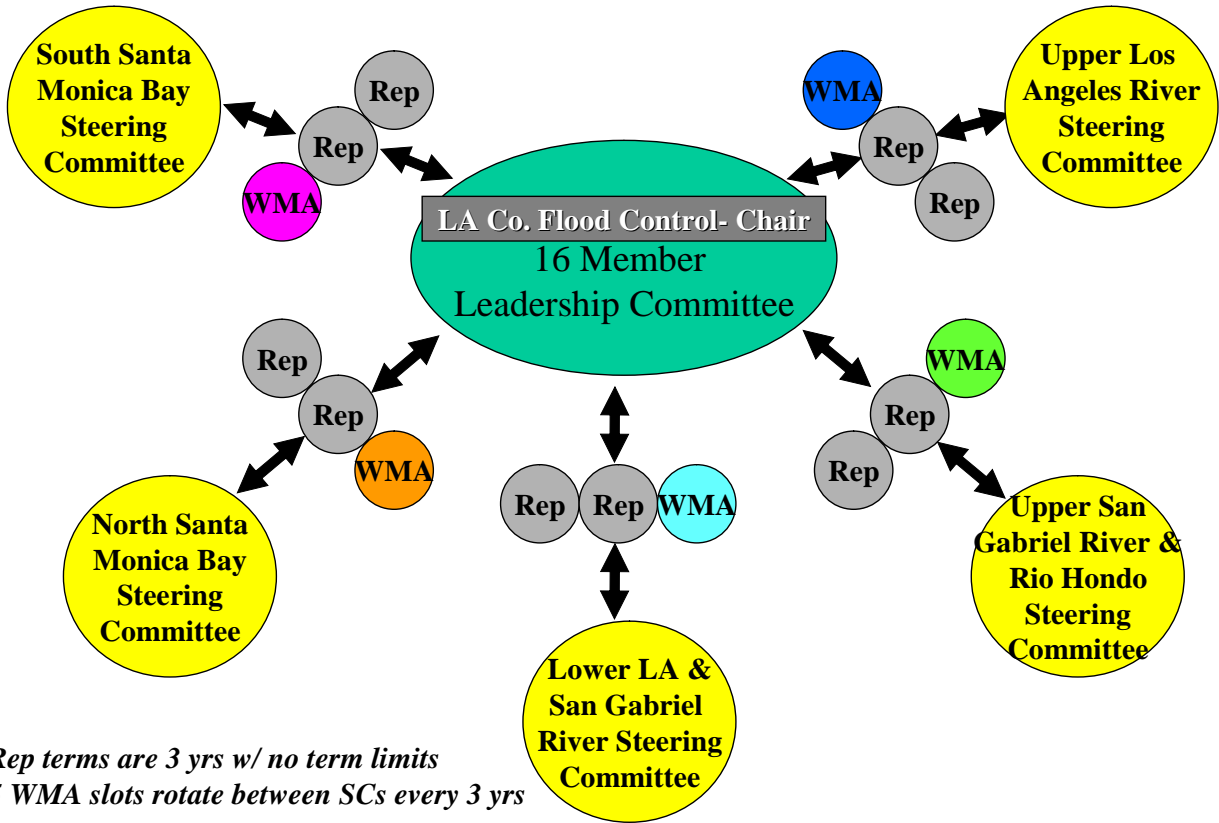 South Santa
Monica Bay
Steering
Committee
Rep
Rep
WMA
WMA
Rep
Rep
Upper Los
Angeles River
Steering
Committee
LA Co. Flood Control- Chair
16 Member
Leadership Committee
Rep
Rep
WMA
North Santa
Monica Bay
Steering
Committee
Rep
Rep
WMA
Lower LA &
San Gabriel
River Steering
Committee
WMA
Rep
Rep
Upper San
Gabriel River &
Rio Hondo
Steering
Committee
Rep terms are 3 yrs w/ no term limits
WMA slots rotate between SCs every 3 yrs